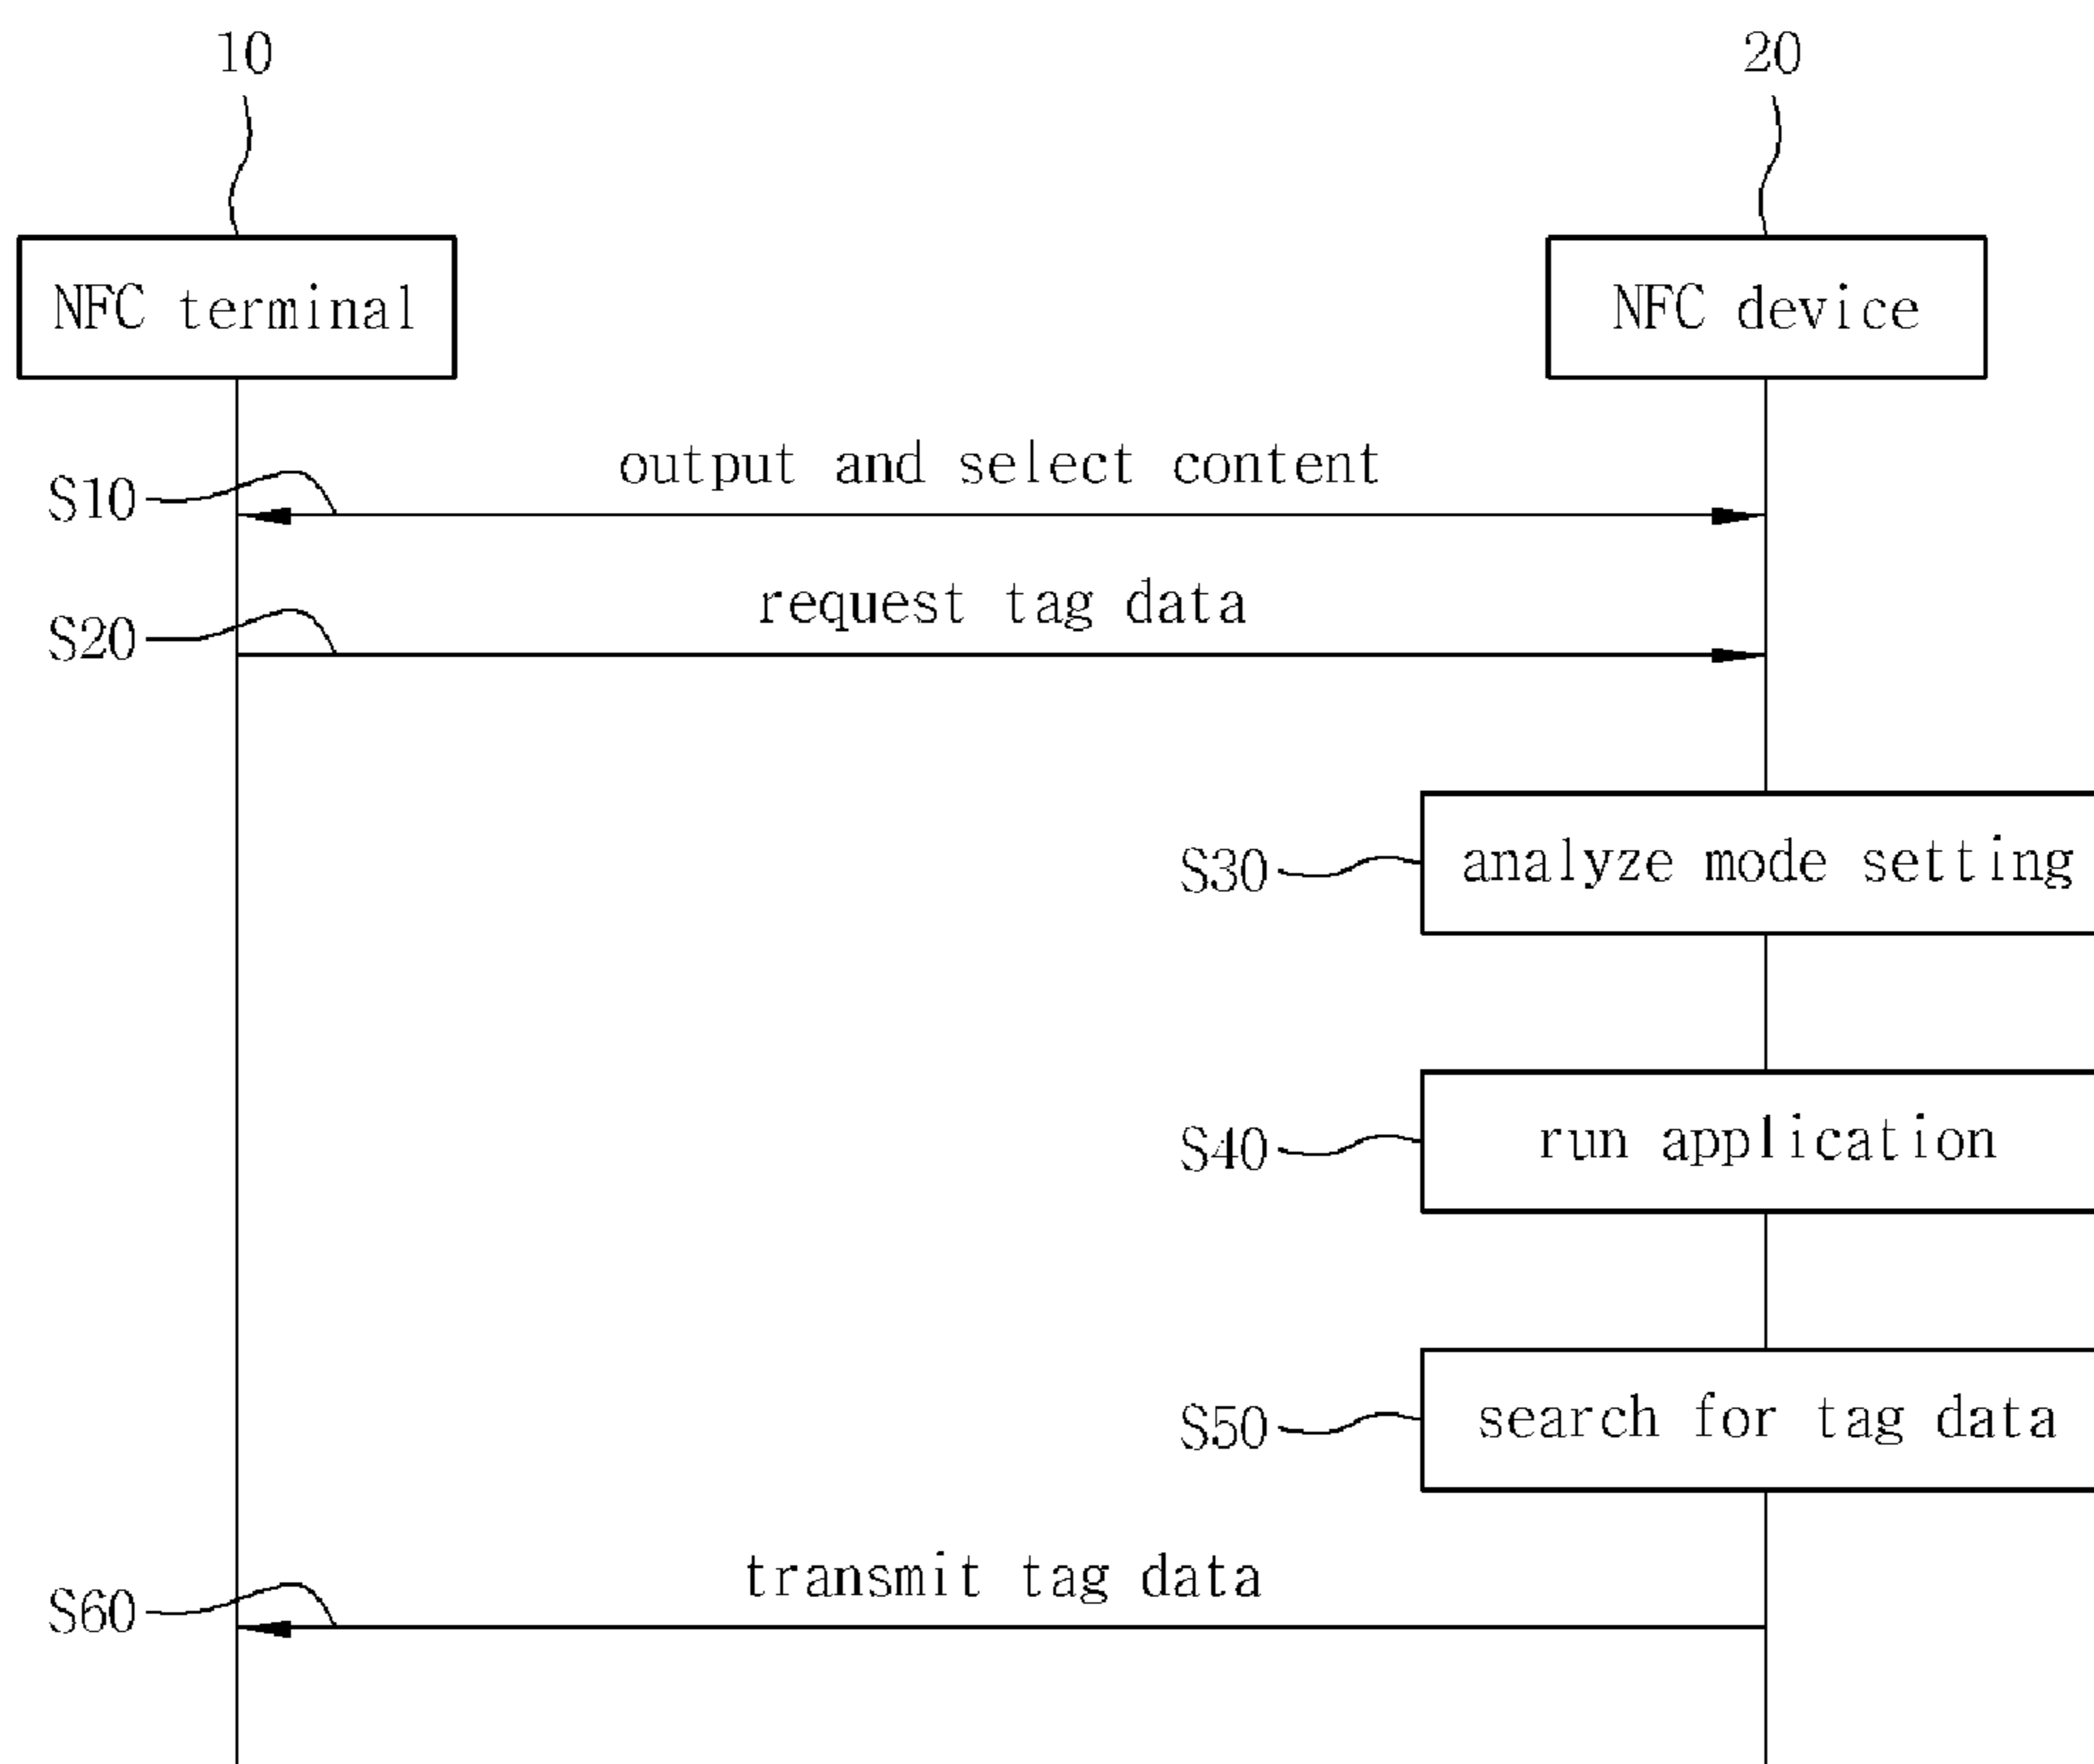 10
20
NFC terminal
NFC device
output and select content
S10
request tag data
S20
S30
analyze mode setting
S40
run application
S50
search for tag data
transmit tag data
S60